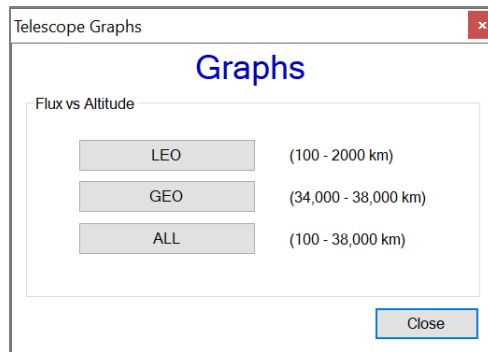 Telescope Graphs
Graphs
Flux vs Altitude
LEO (100 - 2000 km)
GEO (34,000 - 38,000 km)
ALL (100 - 38,000 km)
Close